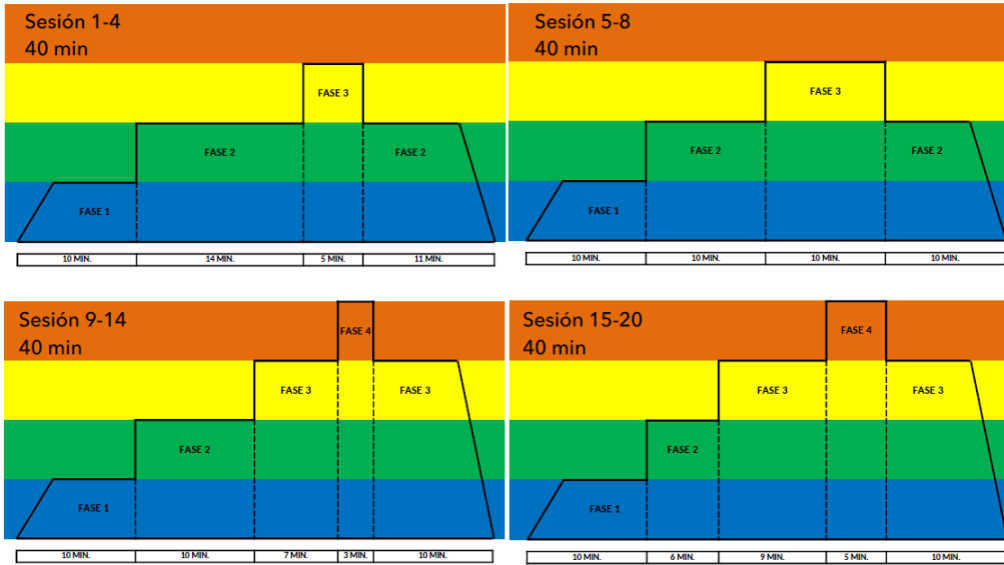 Sesión 1-4
40 min
FASE 3
FASE 2
FASE 2
FASE 1
10 MIN.
14 MIN.
5 MIN.
11 MIN.
Sesión 5-8
40 min
FASE 3
FASE 2
FASE 2
FASE 1
10 MIN.
10 MIN.
10 MIN.
10 MIN.
Sesión 9-14
40 min
FASE 4
FASE 3
FASE 3
FASE 2
FASE 1
10 MIN.
10 MIN.
7 MIN.
3 MIN.
10 MIN.
Sesión 15-20
40 min
FASE 4
FASE 3
FASE 3
FASE 2
FASE 1
10 MIN.
6 MIN.
9 MIN.
5 MIN.
10 MIN.